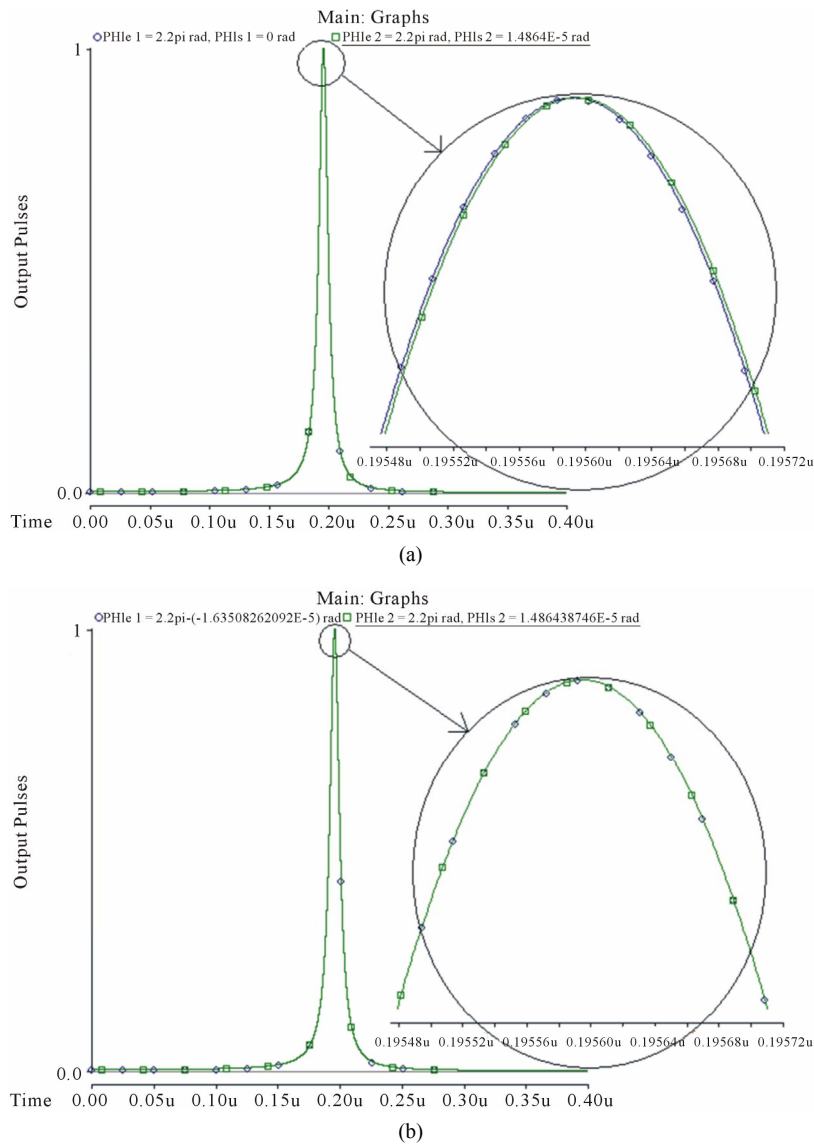 Main: Graphs
PHIe 1 = 2.2pi rad, PHIs 1 = 0 rad PHIe 2 = 2.2pi rad, PHIs 2 = 1.4864E-5 rad
1
Output Pulses
0.19548u 0.19552u 0.19556u 0.19560u 0.19564u 0.19568u 0.19572u
0.0
Time 0.00 0.05u 0.10u 0.15u 0.20u 0.25u 0.30u 0.35u 0.40u
(a)
Main: Graphs
PHIe 1 = 2.2pi-(-1.63508262092E-5) rad PHIe 2 = 2.2pi rad, PHIs 2 = 1.486438746E-5 rad
1
Output Pulses
0.19548u 0.19552u 0.19556u 0.19560u 0.19564u 0.19568u 0.19572u
0.0
Time 0.00 0.05u 0.10u 0.15u 0.20u 0.25u 0.30u 0.35u 0.40u
(b)